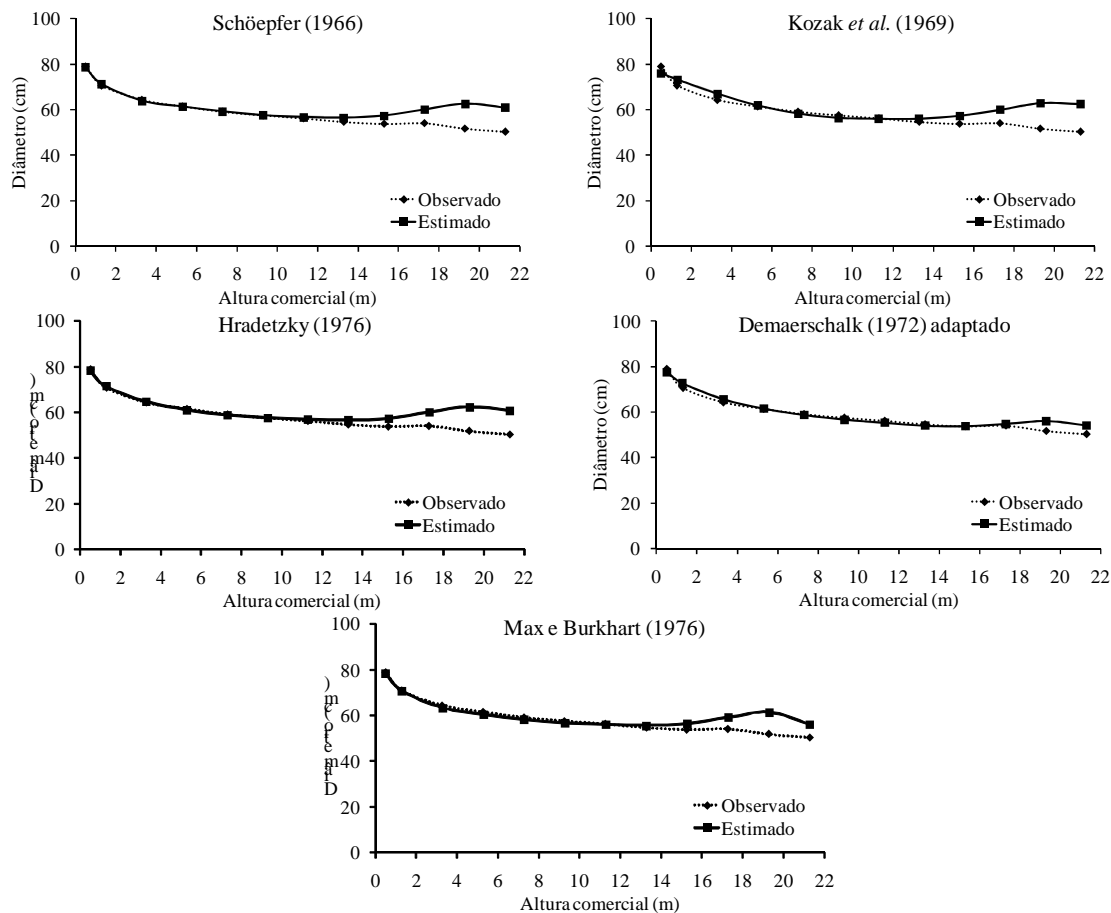 Schöepfer (1966)
100
80
60
40
20
0
Diâmetro (cm)
Observado
Estimado
0 2 4 6 8 10 12 14 16 18 20 22
Altura comercial (m)
Kozak et al. (1969)
100
80
60
40
20
0
Diâmetro (cm)
Observado
Estimado
0 2 4 6 8 10 12 14 16 18 20 22
Altura comercial (m)
Hradetzky (1976)
100
80
60
40
20
0
Diâmetro (cm)
Observado
Estimado
0 2 4 6 8 10 12 14 16 18 20 22
Altura comercial (m)
Demaerschalk (1972) adaptado
100
80
60
40
20
0
Diâmetro (cm)
Observado
Estimado
0 2 4 6 8 10 12 14 16 18 20 22
Altura comercial (m)
Max e Burkhart (1976)
100
80
60
40
20
0
Diâmetro (cm)
Observado
Estimado
0 2 4 6 8 10 12 14 16 18 20 22
Altura comercial (m)